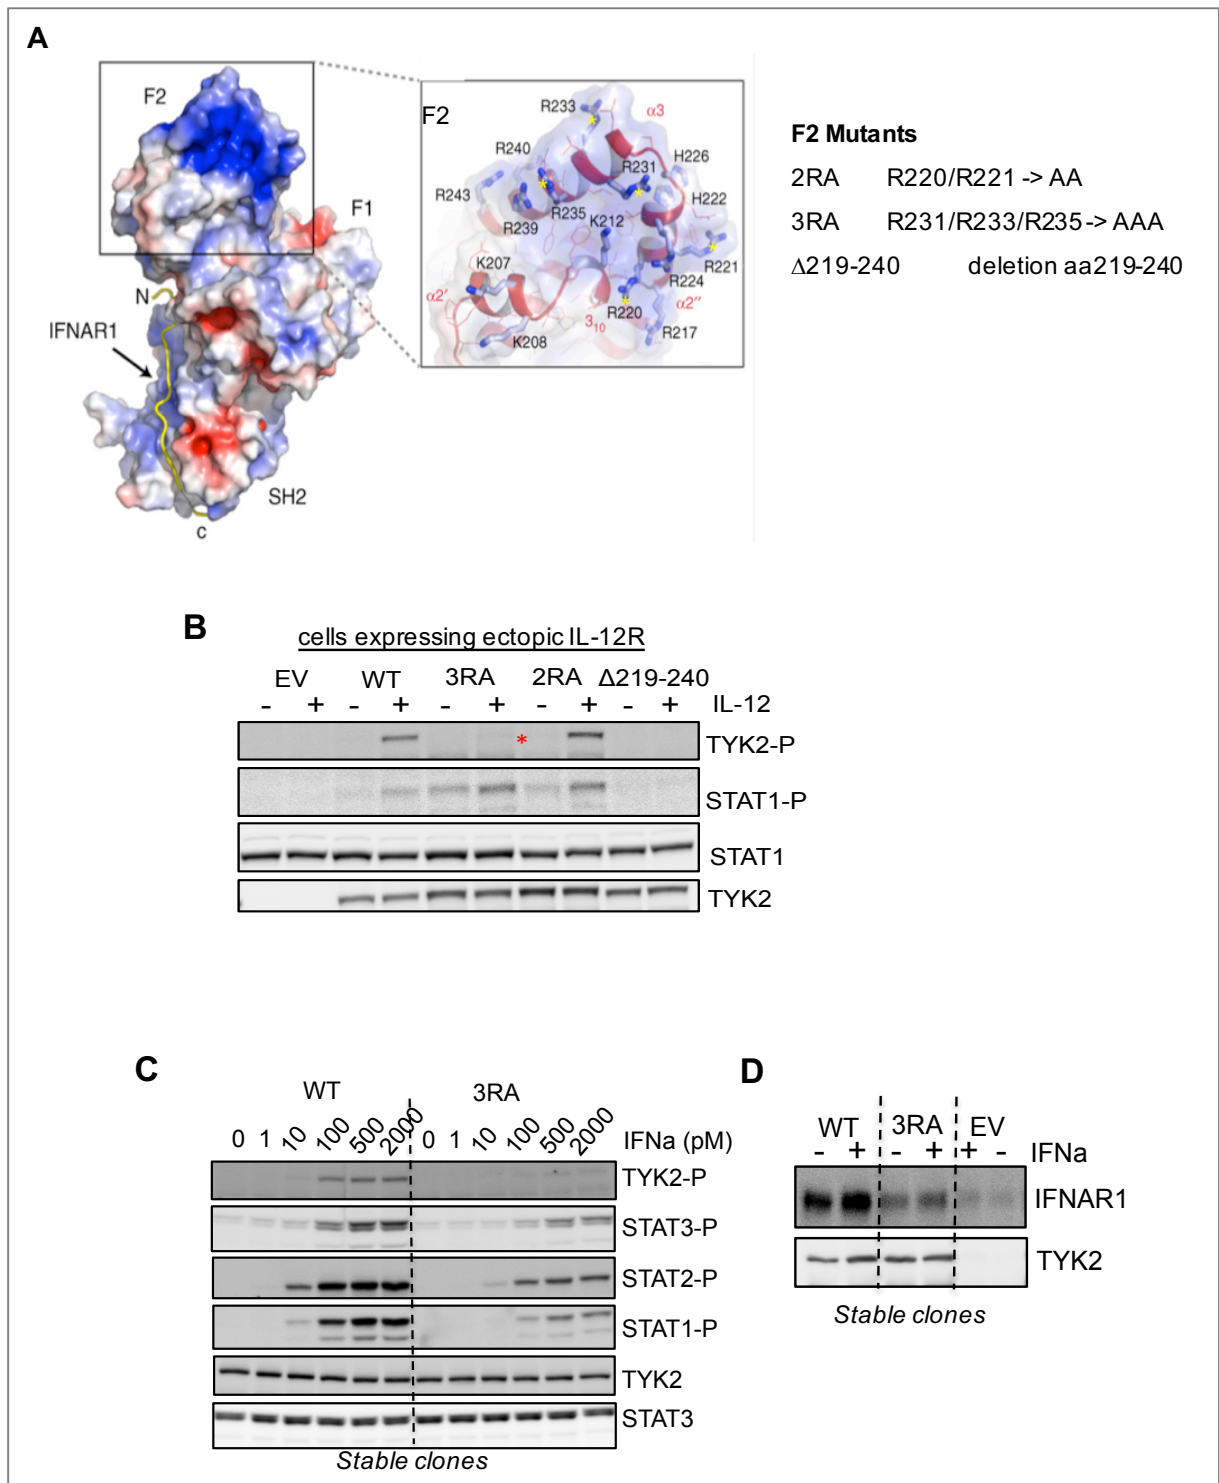 A
F2
F1
N
IFNAR1
SH2
c
F2
R233
α3
R240
R231
H226
R243
H222
R235
K212
R239
K207
R221
R224
α2'
R220
α2''
3₁₀
R217
K208
F2 Mutants
2RA R220/R221 -> AA
3RA R231/R233/R235 -> AAA
Δ219-240 deletion aa219-240
B
cells expressing ectopic IL-12R
EV WT 3RA 2RA Δ219-240
- + - + - + - + - + IL-12
* TYK2-P
STAT1-P
STAT1
TYK2
C
WT 3RA
0 1 10 100 500 2000 0 1 10 100 500 2000 IFNa (pM)
TYK2-P
STAT3-P
STAT2-P
STAT1-P
TYK2
STAT3
Stable clones
D
WT 3RA EV
- + - + + - IFNa
IFNAR1
TYK2
Stable clones